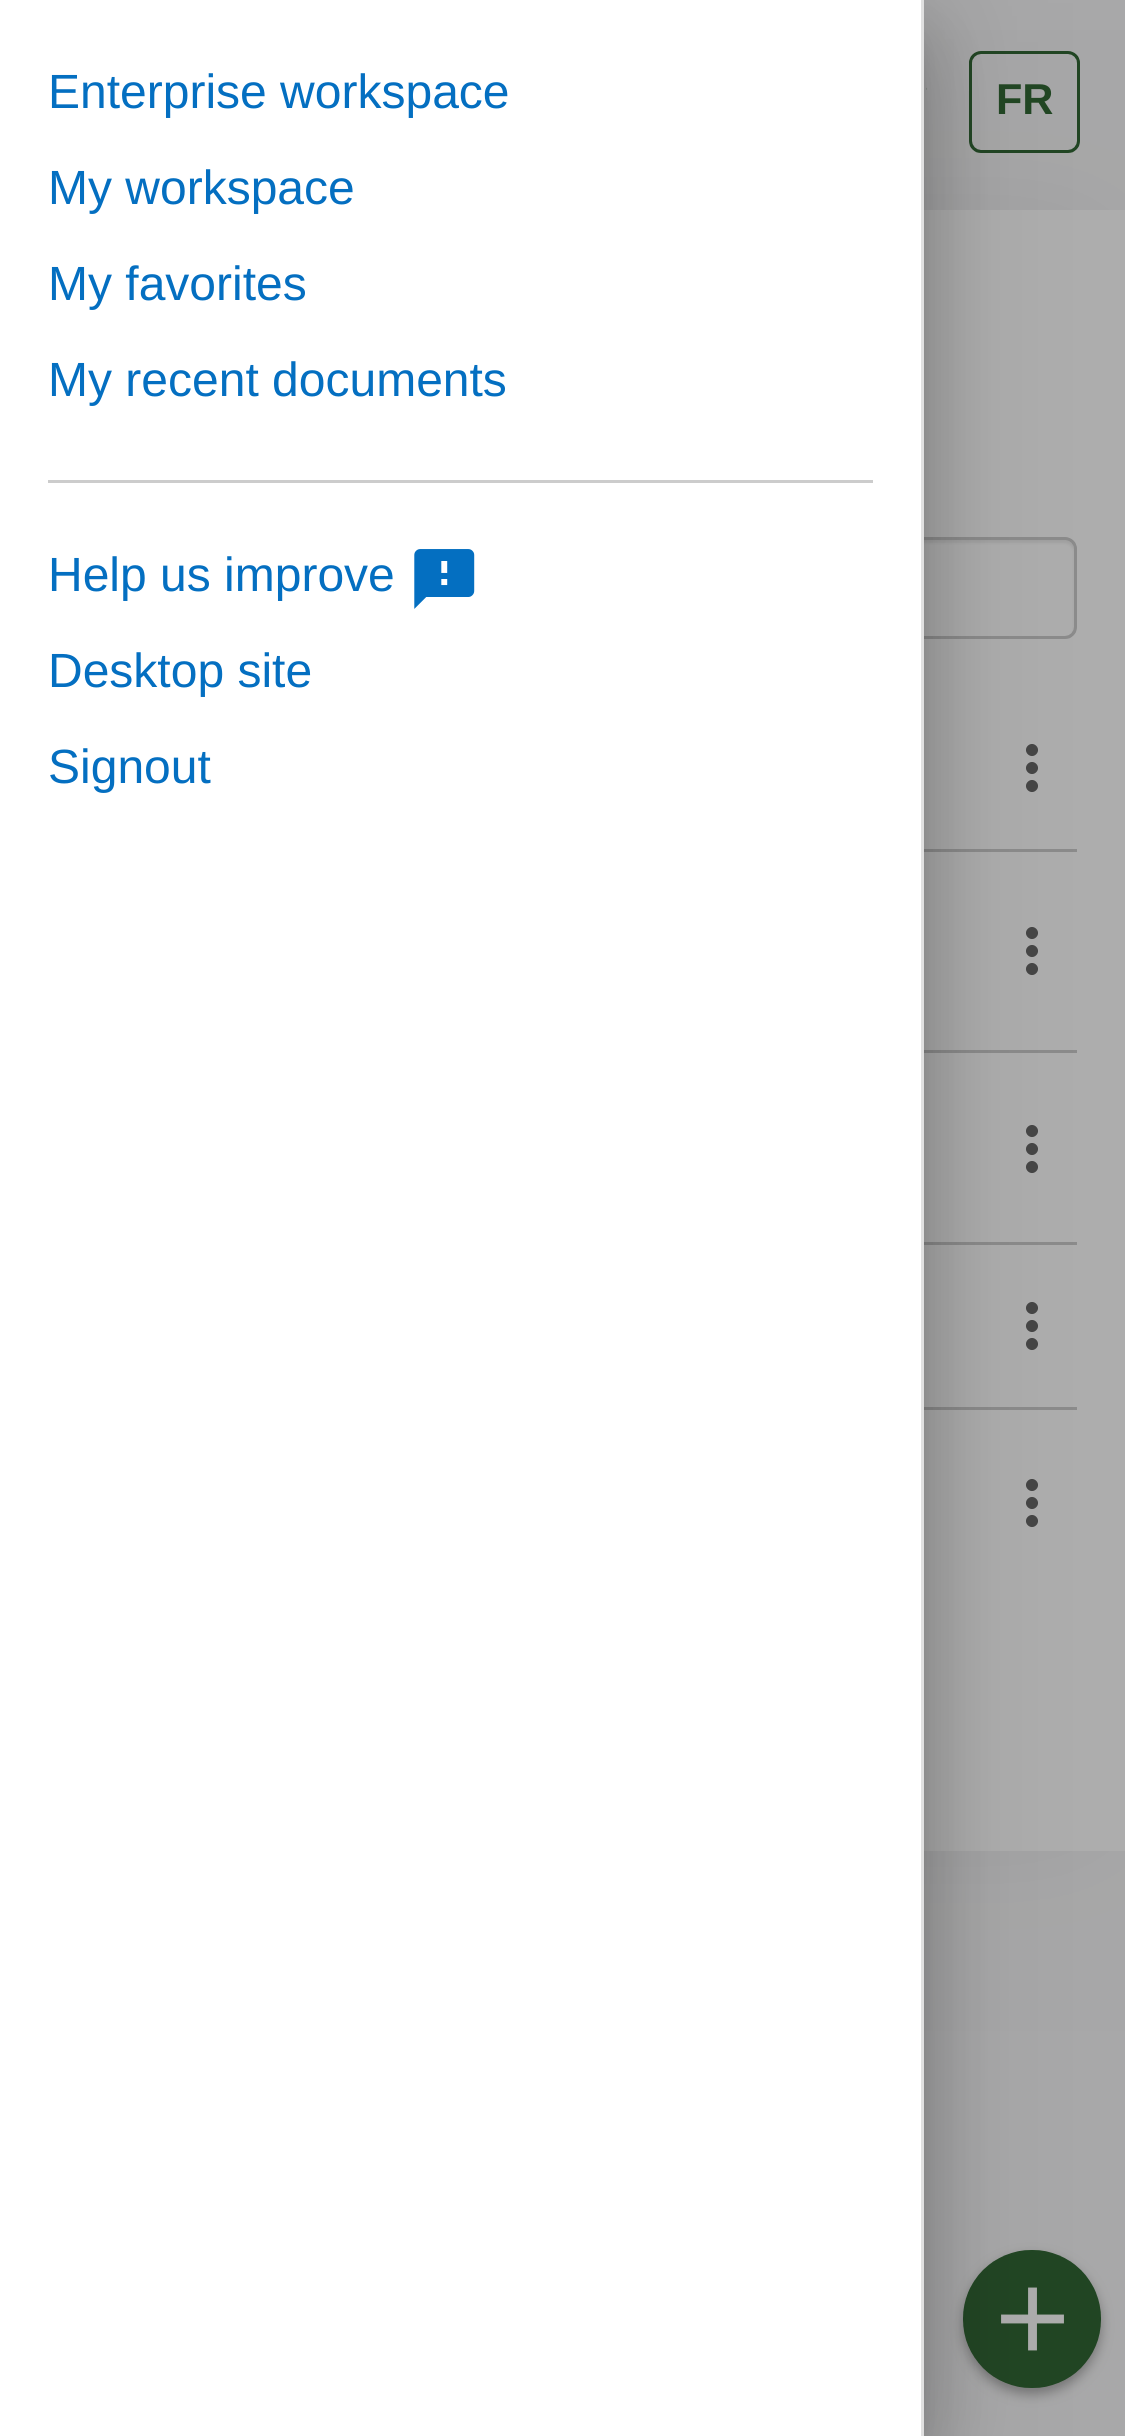 Enterprise workspace
My workspace
My favorites
My recent documents
Help us improve
Desktop site
Signout
FR